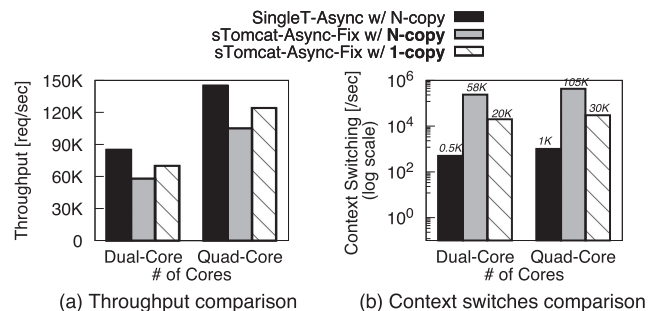 SingleT-Async w/ N-copy
sTomcat-Async-Fix w/ N-copy
sTomcat-Async-Fix w/ 1-copy
Throughput [req/sec]
150K
120K
90K
60K
30K
0
Dual-Core Quad-Core
# of Cores
(a) Throughput comparison
Context Switching [/sec]
(log scale)
10^6
10^4
10^2
10^0
0.5K
58K
20K
1K
105K
30K
Dual-Core Quad-Core
# of Cores
(b) Context switches comparison